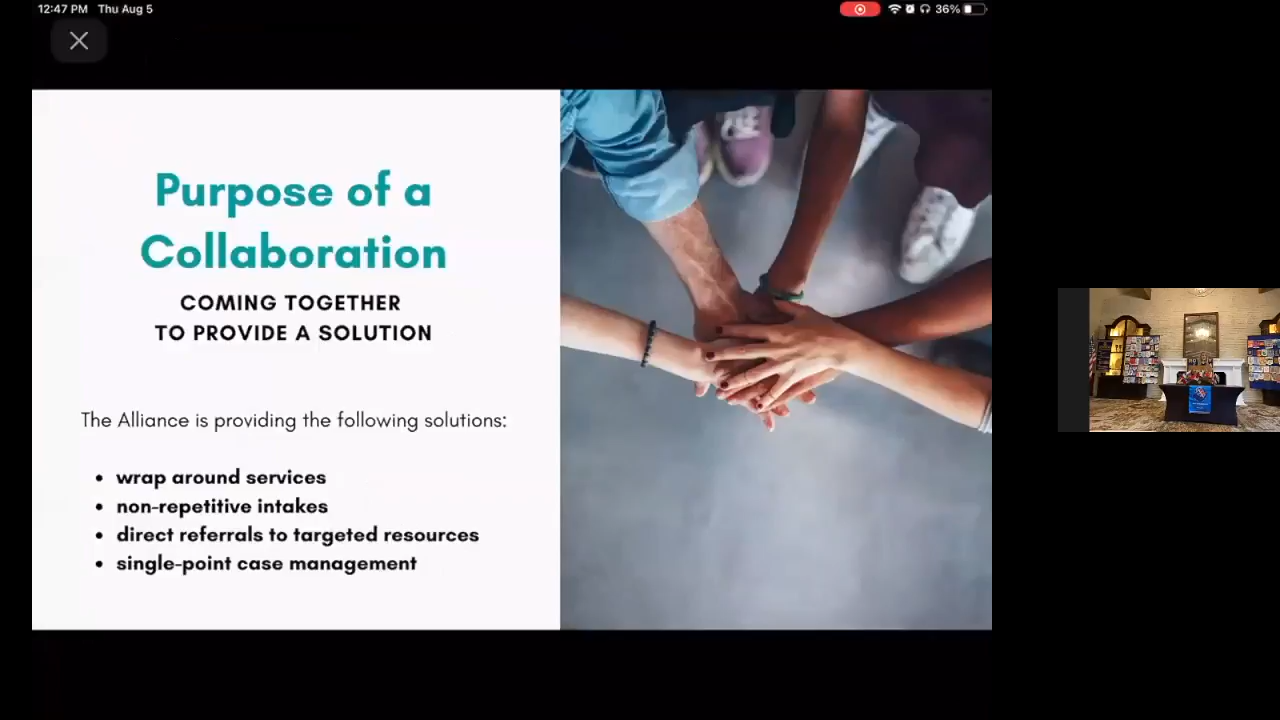 12:47 PM Thu Aug 5
36%
Purpose of a
Collaboration
COMING TOGETHER
TO PROVIDE A SOLUTION
The Alliance is providing the following solutions:
• wrap around services
• non-repetitive intakes
• direct referrals to targeted resources
• single-point case management